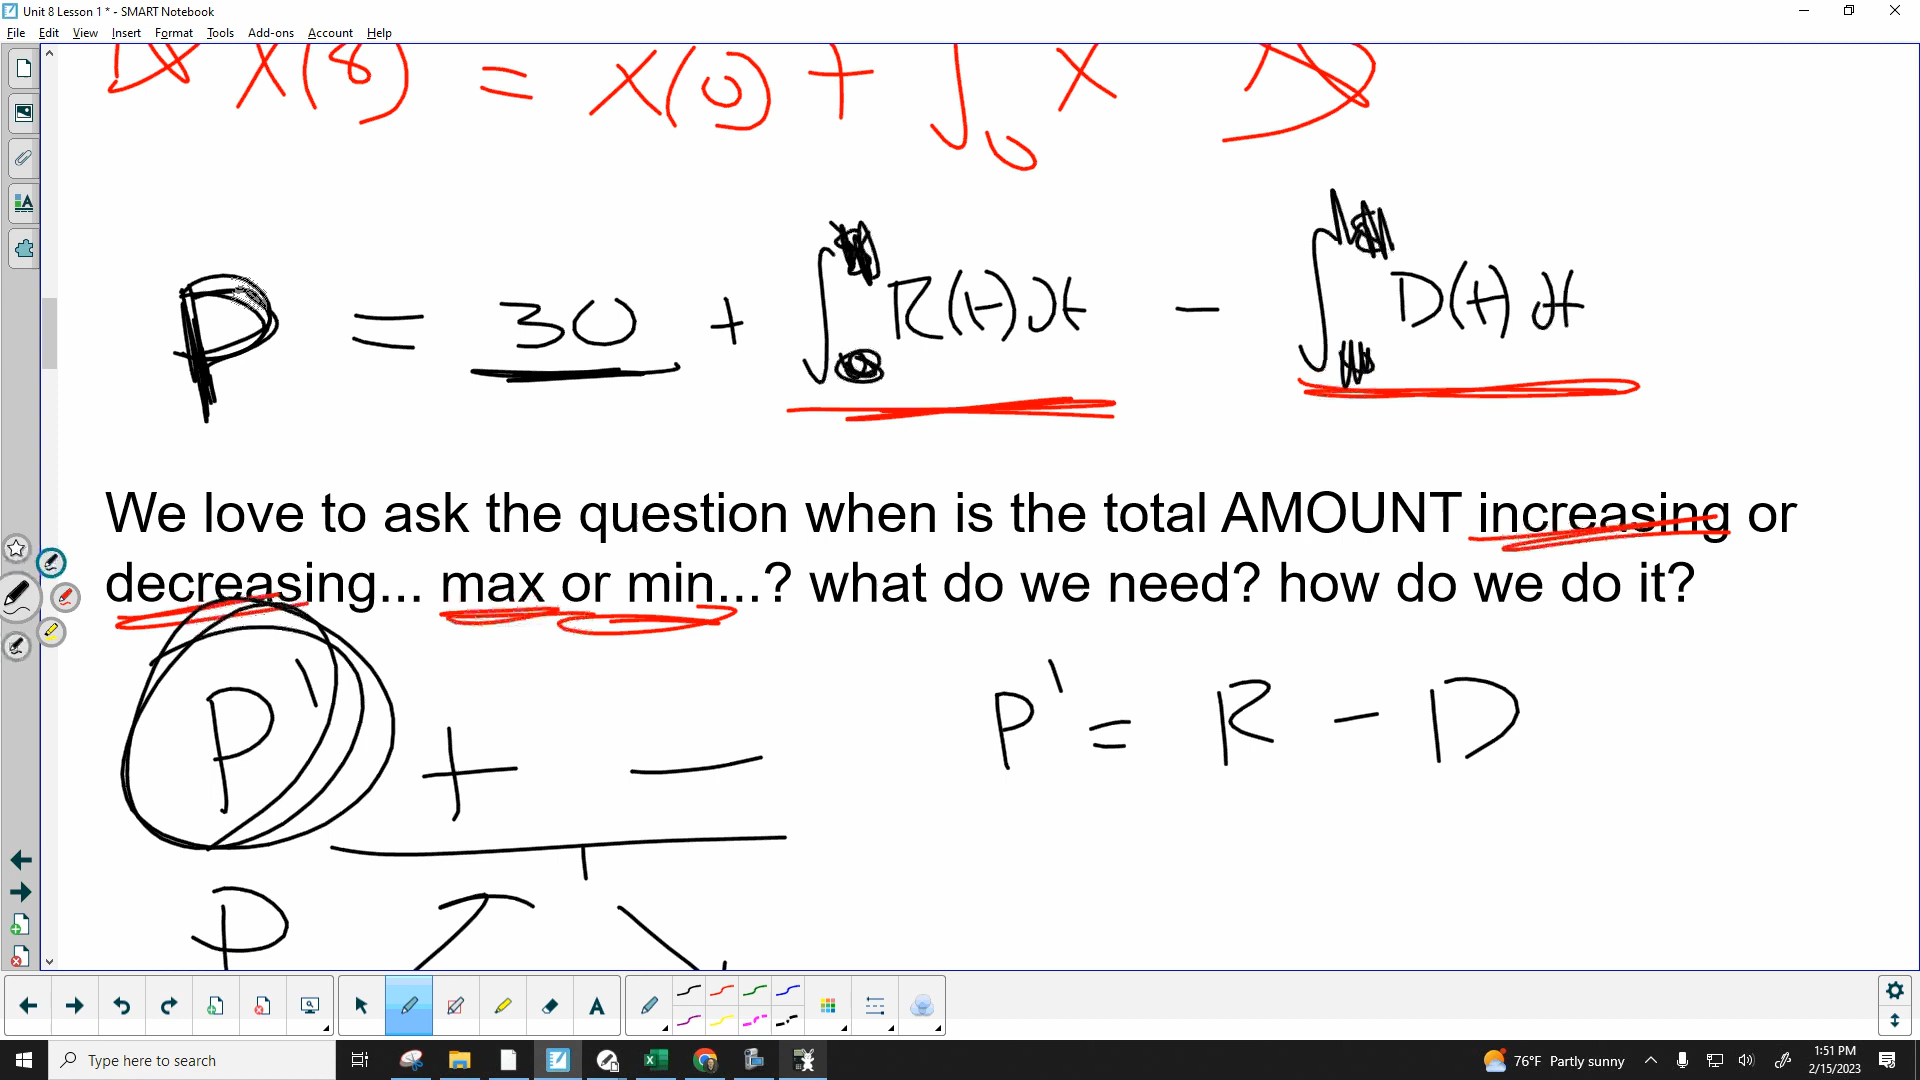 Unit 8 Lesson 1 * - SMART Notebook
File Edit View Insert Format Tools Add-ons Account Help
X(8) = X(0) + ∫ 0 X
P = 30 + ∫ R(t)dt - ∫ D(t)dt
We love to ask the question when is the total AMOUNT increasing or
decreasing... max or min...? what do we need? how do we do it?
P' + -
P' = R - D
P
Type here to search
76°F Partly sunny
1:51 PM
2/15/2023